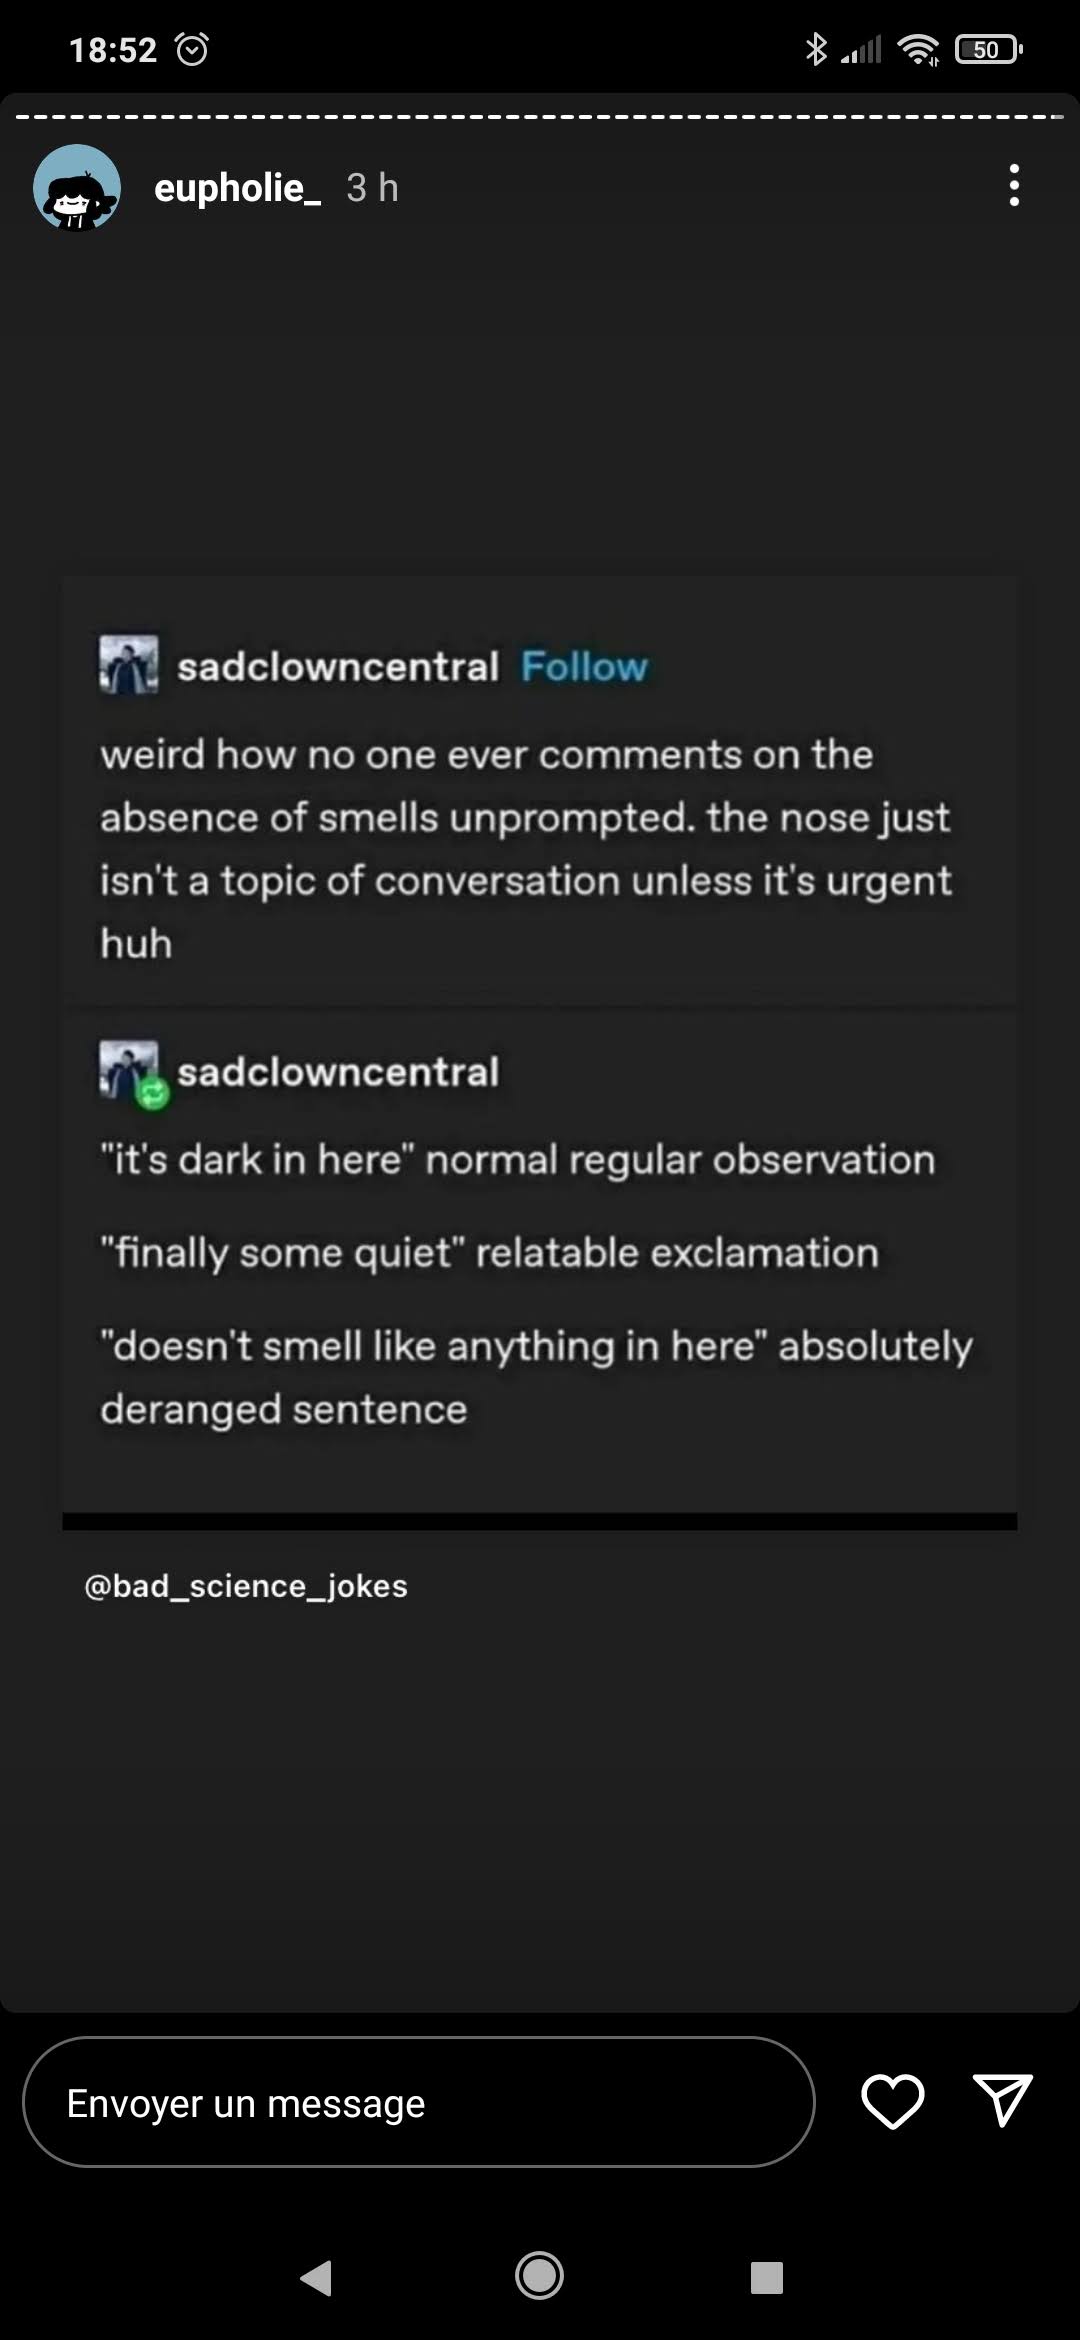 18:52
50
eupholie_ 3 h
sadclowncentral Follow
weird how no one ever comments on the
absence of smells unprompted. the nose just
isn't a topic of conversation unless it's urgent
huh
sadclowncentral
"it's dark in here" normal regular observation
"finally some quiet" relatable exclamation
"doesn't smell like anything in here" absolutely
deranged sentence
@bad_science_jokes
Envoyer un message